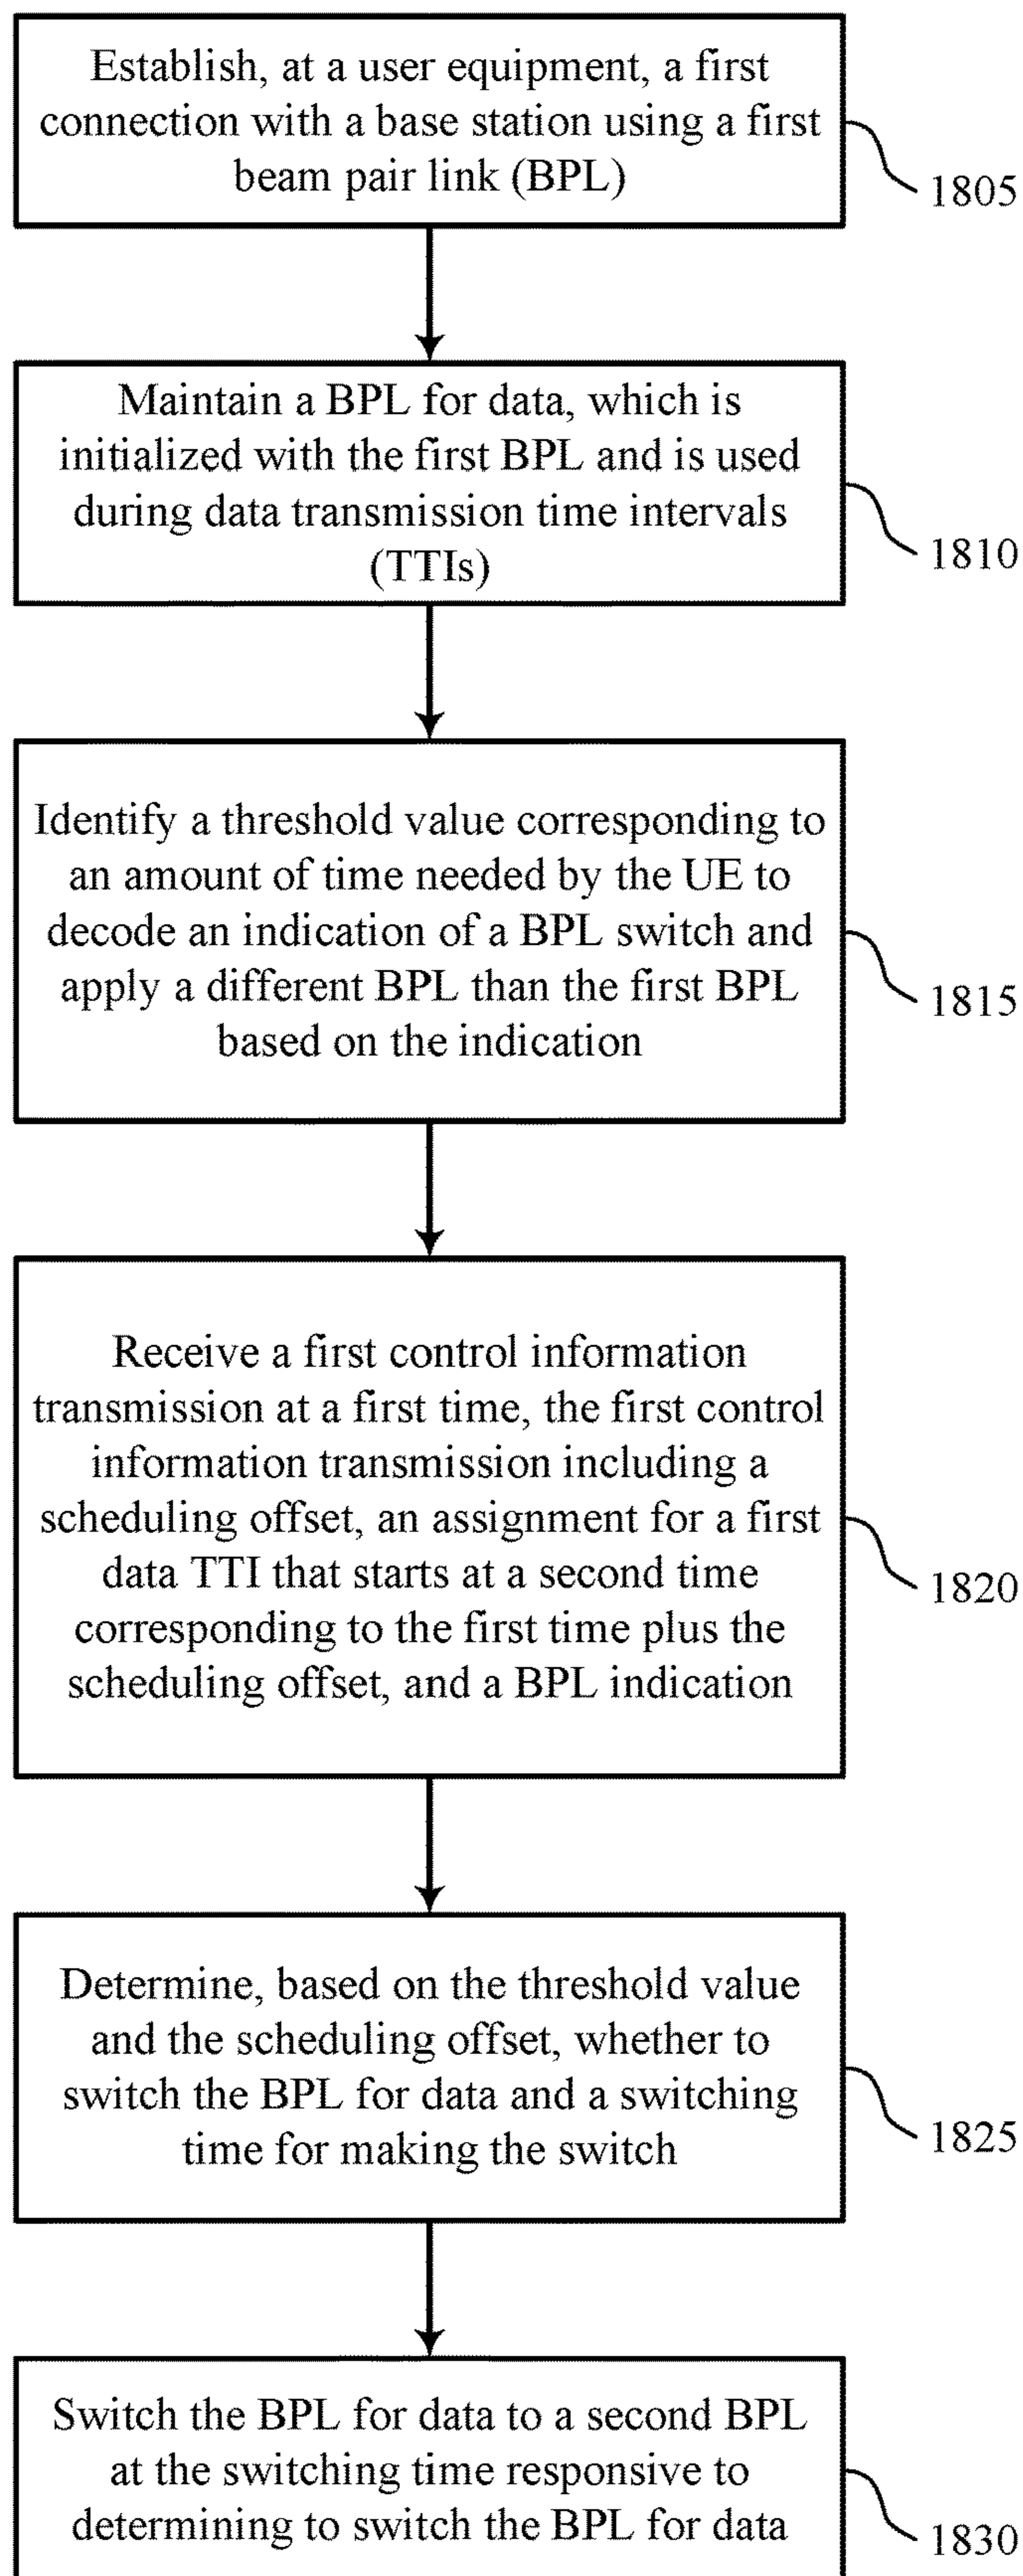 Establish, at a user equipment, a first
connection with a base station using a first
beam pair link (BPL)
1805
Maintain a BPL for data, which is
initialized with the first BPL and is used
during data transmission time intervals
(TTIs)
1810
Identify a threshold value corresponding to
an amount of time needed by the UE to
decode an indication of a BPL switch and
apply a different BPL than the first BPL
based on the indication
1815
Receive a first control information
transmission at a first time, the first control
information transmission including a
scheduling offset, an assignment for a first
data TTI that starts at a second time
corresponding to the first time plus the
scheduling offset, and a BPL indication
1820
Determine, based on the threshold value
and the scheduling offset, whether to
switch the BPL for data and a switching
time for making the switch
1825
Switch the BPL for data to a second BPL
at the switching time responsive to
determining to switch the BPL for data
1830